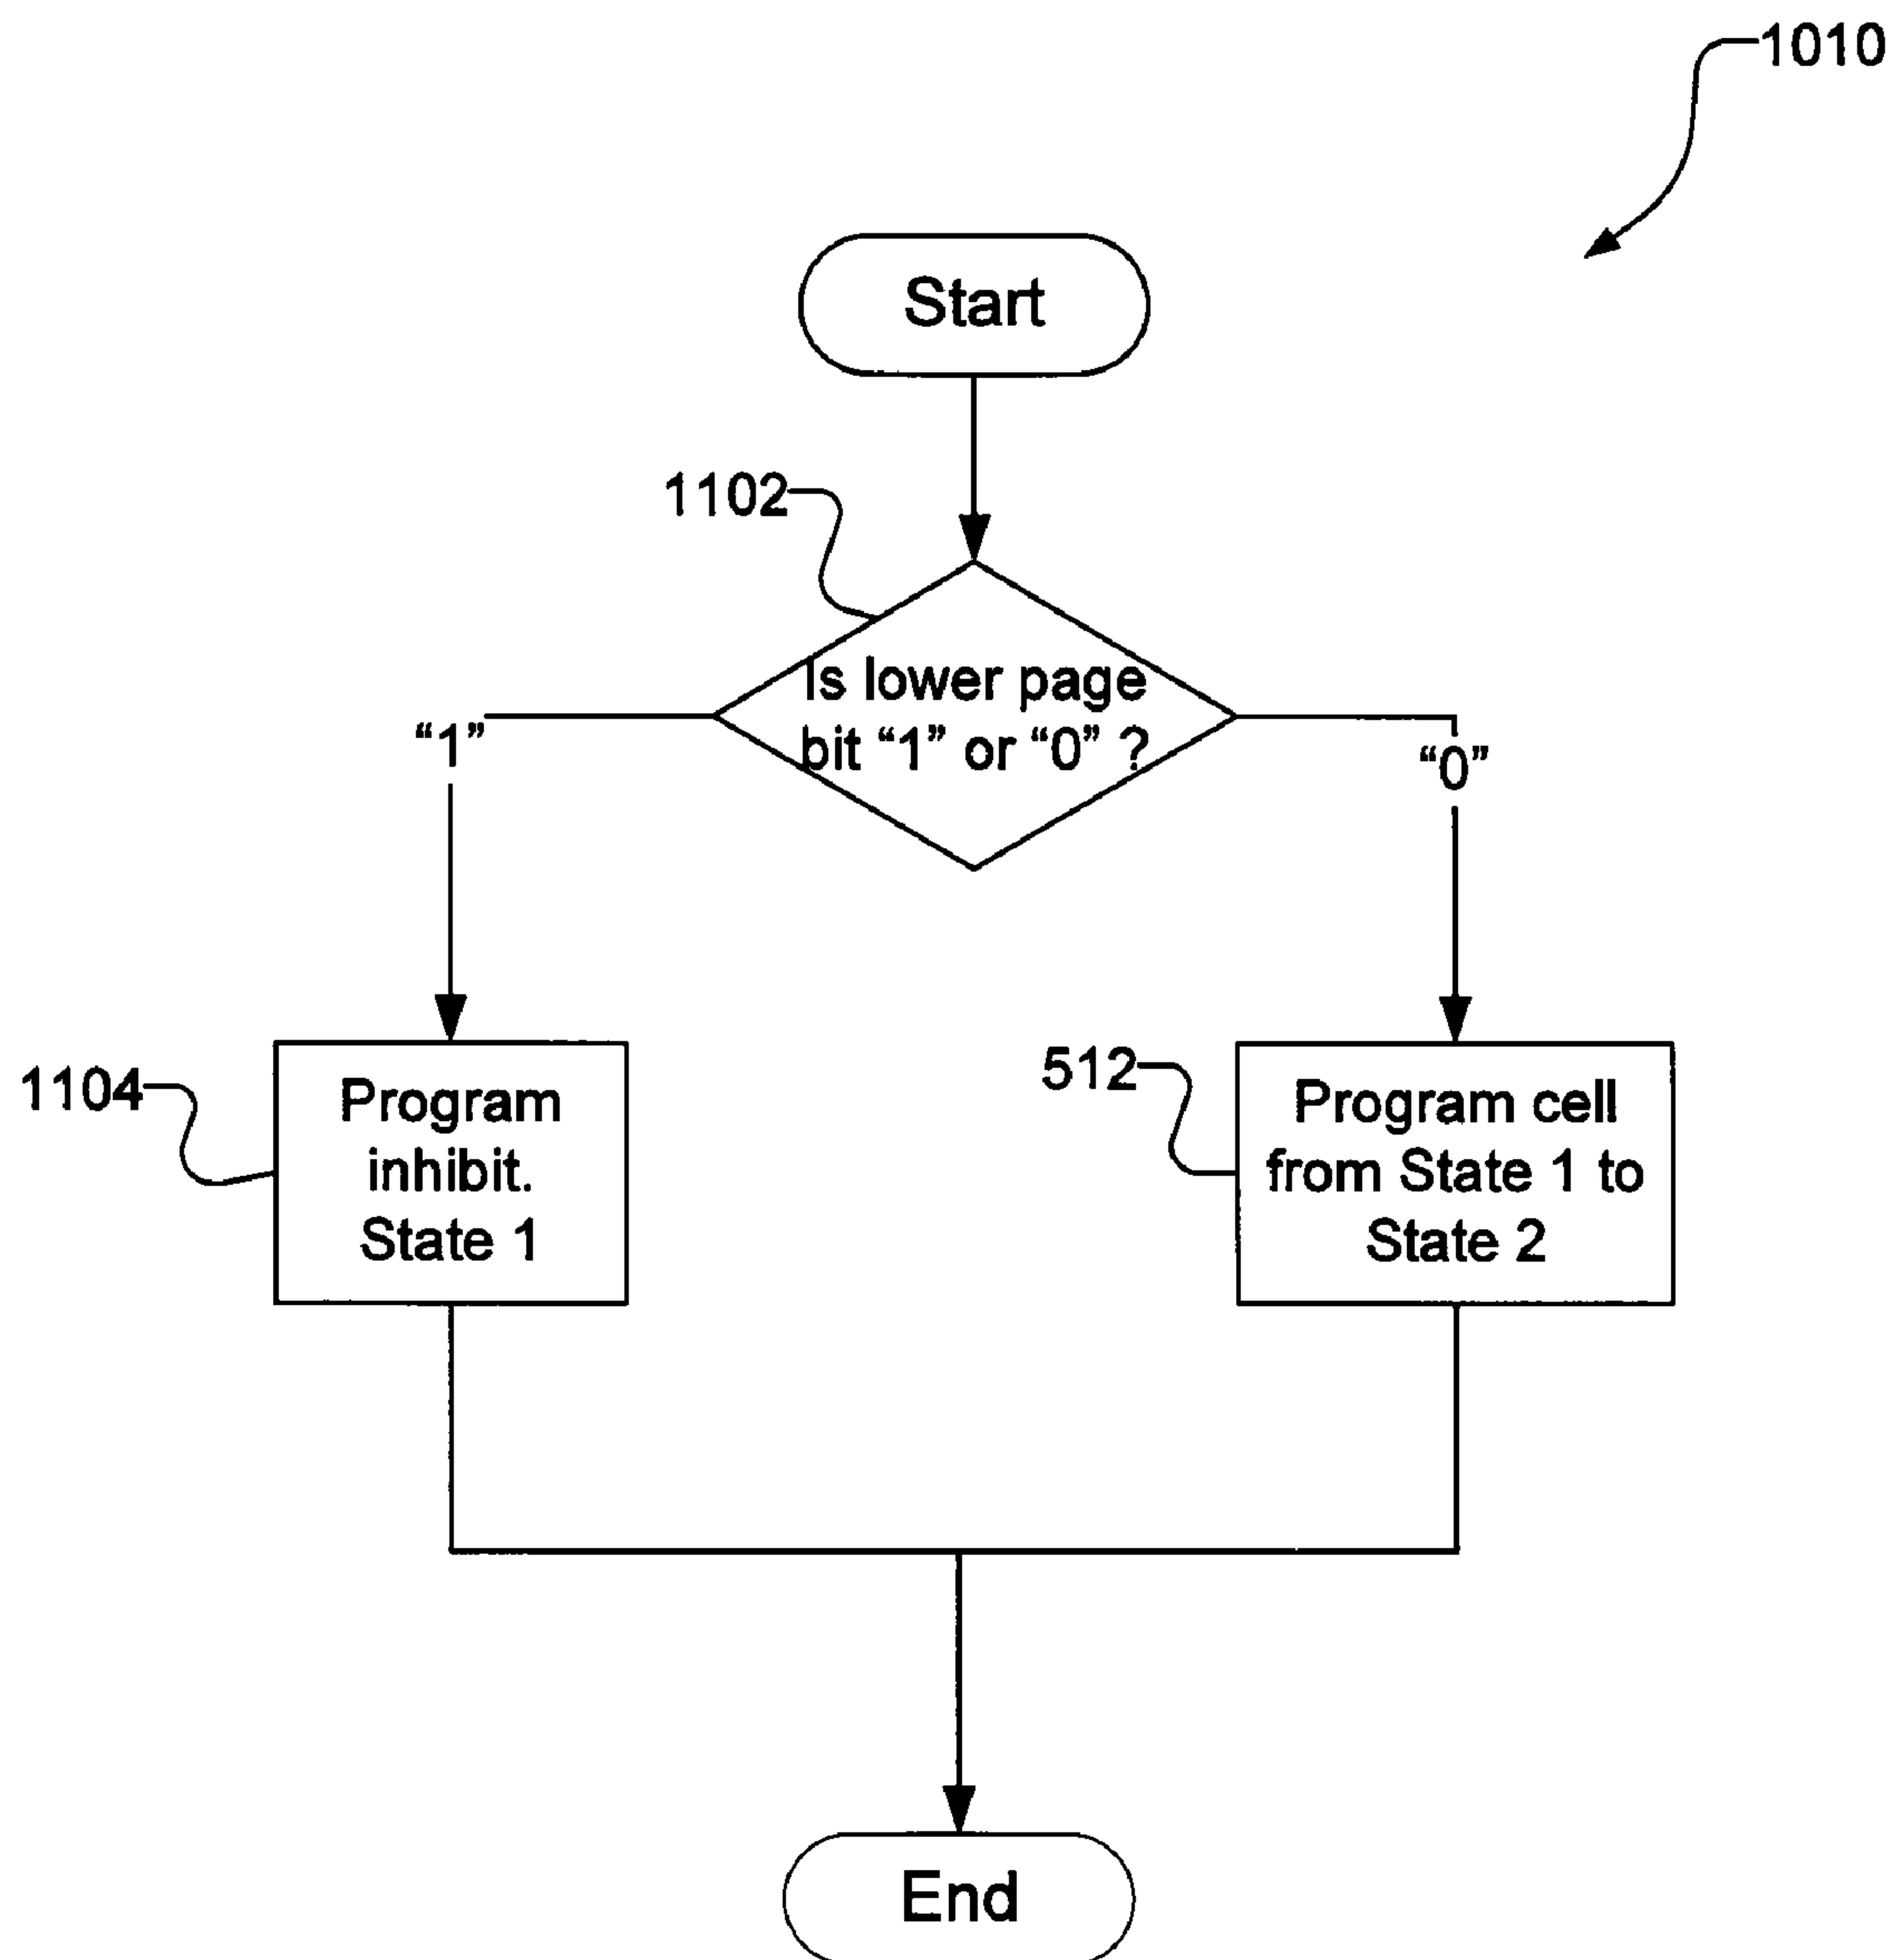 1010
Start
1102
Is lower page
bit “1” or “0” ?
“1”
“0”
1104
Program
inhibit.
State 1
512
Program cell
from State 1 to
State 2
End